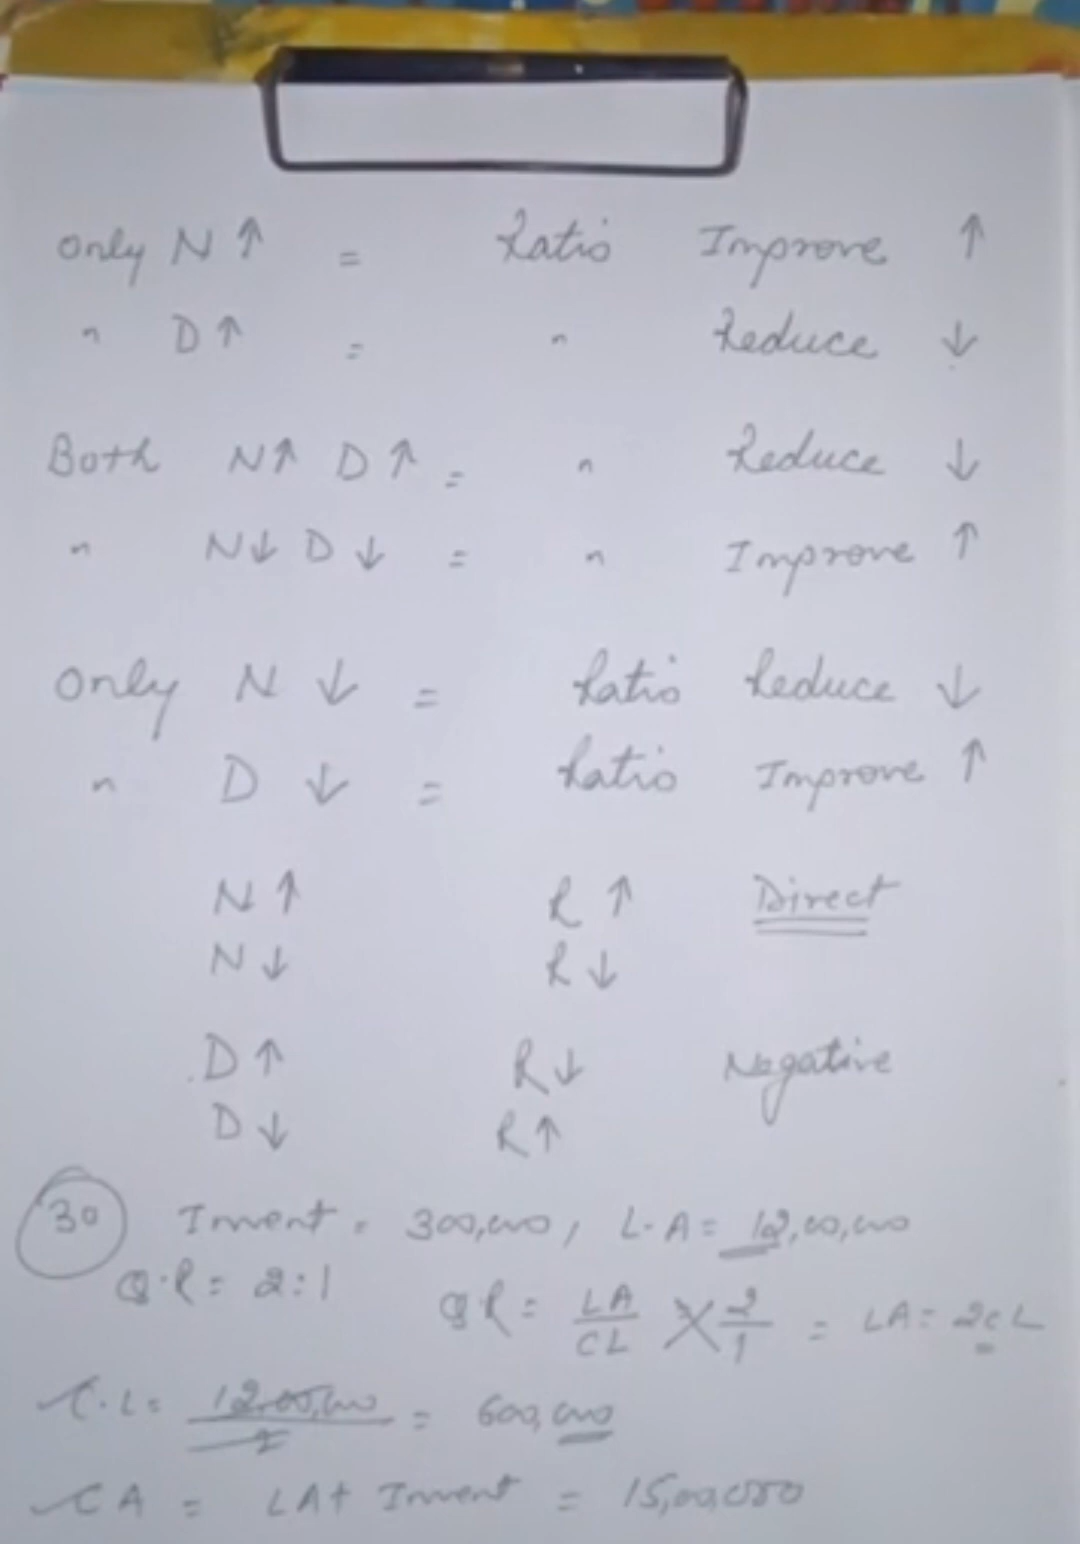 Only N ↑ = Ratio Improve ↑
" D ↑ = " Reduce ↓
Both N↑ D↑ = " Reduce ↓
" N↓ D↓ = " Improve ↑
Only N ↓ = Ratio Reduce ↓
" D ↓ = Ratio Improve ↑
N ↑ R ↑ Direct
N ↓ R ↓
D ↑ R ↓ Negative
D ↓ R ↑
30 Invent = 300,000, L.A = 12,00,000
Q.R = 2:1 QR = LA/CL × 2/1 = LA = 2CL
C.L = 12,00,000/2 = 600,000
CA = LA + Invent = 15,00,000